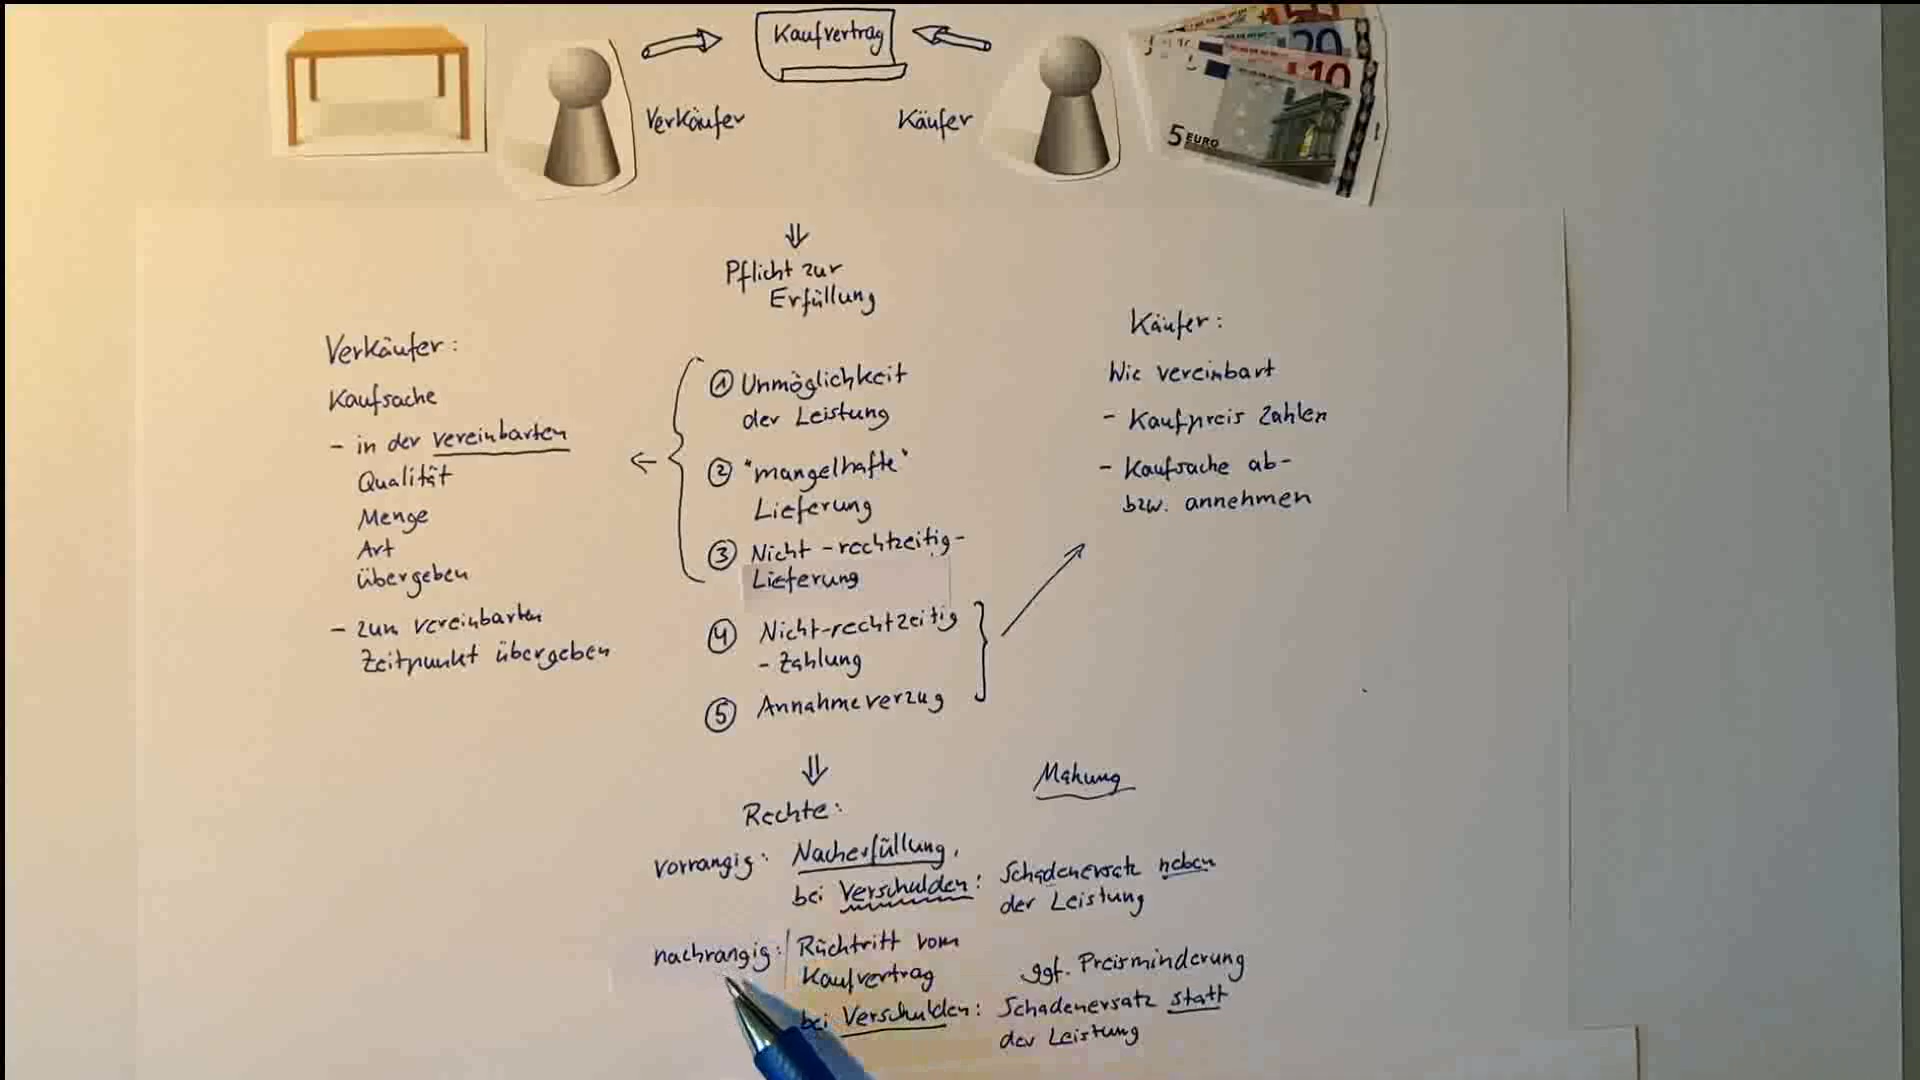 Kaufvertrag
Verkäufer
Käufer
20
10
5 EURO
Pflicht zur
Erfüllung
Verkäufer:
Kaufsache
- in der vereinbarten
Qualität
Menge
Art
übergeben
- zum vereinbarten
Zeitpunkt übergeben
① Unmöglichkeit
der Leistung
② "mangelhafte"
Lieferung
③ Nicht-rechtzeitig-
Lieferung
④ Nicht-rechtzeitig
- Zahlung
⑤ Annahmeverzug
Käufer:
Wie vereinbart
- Kaufpreis zahlen
- Kaufsache ab-
bzw. annehmen
Rechte:
Mahnung
vorrangig: Nacherfüllung,
bei Verschulden: Schadenersatz neben
der Leistung
nachrangig: Rücktritt vom
Kaufvertrag ggf. Preisminderung
bei Verschulden: Schadenersatz statt
der Leistung